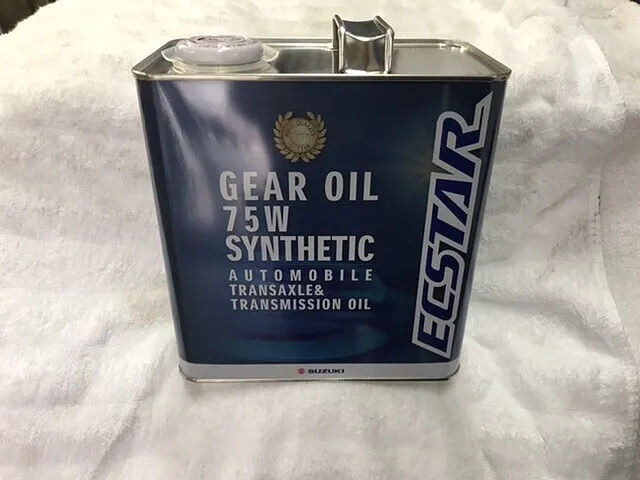 GEAR OIL
75W
SYNTHETIC
AUTOMOBILE
TRANSAXLE&
TRANSMISSION OIL
ECSTAR
SUZUKI